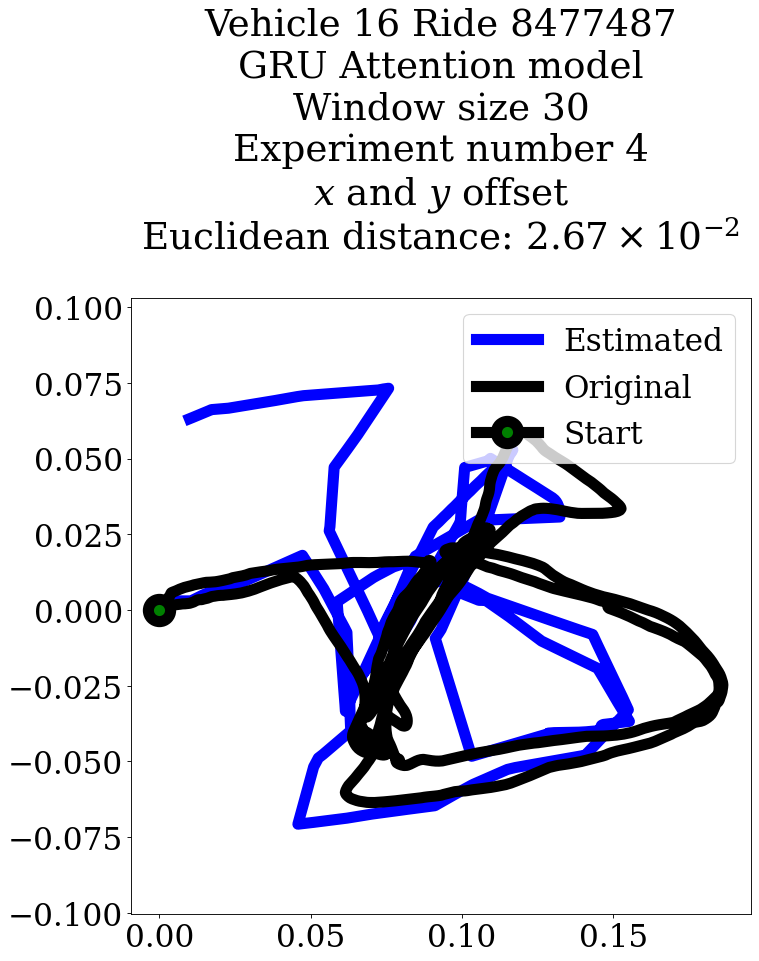 Vehicle 16 Ride 8477487
GRU Attention model
Window size 30
Experiment number 4
x and y offset
Euclidean distance: 2.67 × 10⁻²
0.100
0.075
0.050
0.025
0.000
−0.025
−0.050
−0.075
−0.100
Estimated
Original
Start
0.00 0.05 0.10 0.15